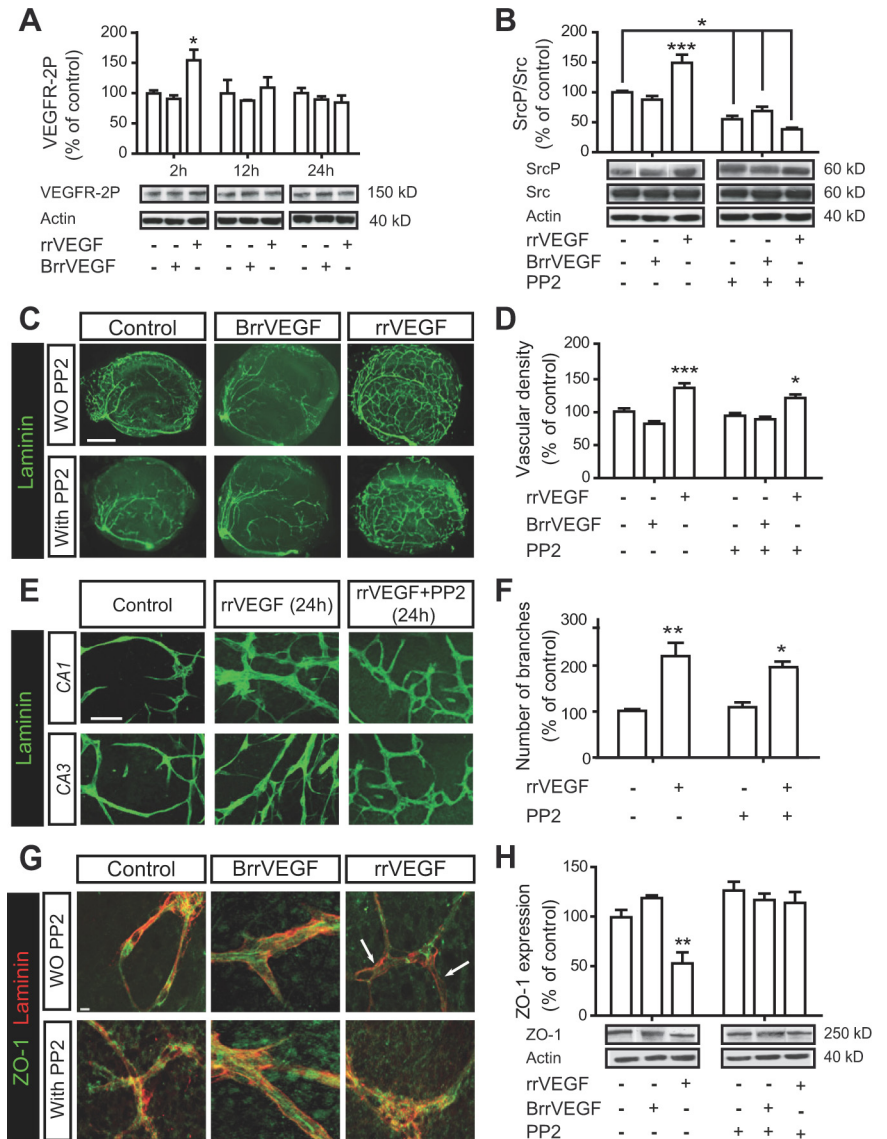 A
VEGFR-2P
(% of control)
200
150
100
50
0
*
2h 12h 24h
VEGFR-2P 150 kD
Actin 40 kD
rrVEGF - - + - - + - - +
BrrVEGF - + - - + - - + -
B
SrcP/Src
(% of control)
200
150
100
50
0
*
***
SrcP 60 kD
Src 60 kD
Actin 40 kD
rrVEGF - - + - - +
BrrVEGF - + - - + -
PP2 - - - + + +
C
Control BrrVEGF rrVEGF
Laminin
WO PP2
With PP2
D
Vascular density
(% of control)
200
150
100
50
0
***
*
rrVEGF - - + - - +
BrrVEGF - + - - + -
PP2 - - - + + +
E
Control rrVEGF (24h) rrVEGF+PP2
(24h)
Laminin
CA1
CA3
F
Number of branches
(% of control)
300
200
100
0
**
*
rrVEGF - + - +
PP2 - - + +
G
Control BrrVEGF rrVEGF
ZO-1 Laminin
WO PP2
With PP2
H
ZO-1 expression
(% of control)
150
100
50
0
**
ZO-1 250 kD
Actin 40 kD
rrVEGF - - + - - +
BrrVEGF - + - - + -
PP2 - - - + + +